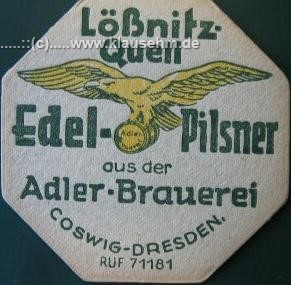 Lößnitz-
.....::(c).....www.klausehm.de::.....
Quell
Edel- Pilsner
Adler
aus der
Adler-Brauerei
COSWIG-DRESDEN.
RUF 71181